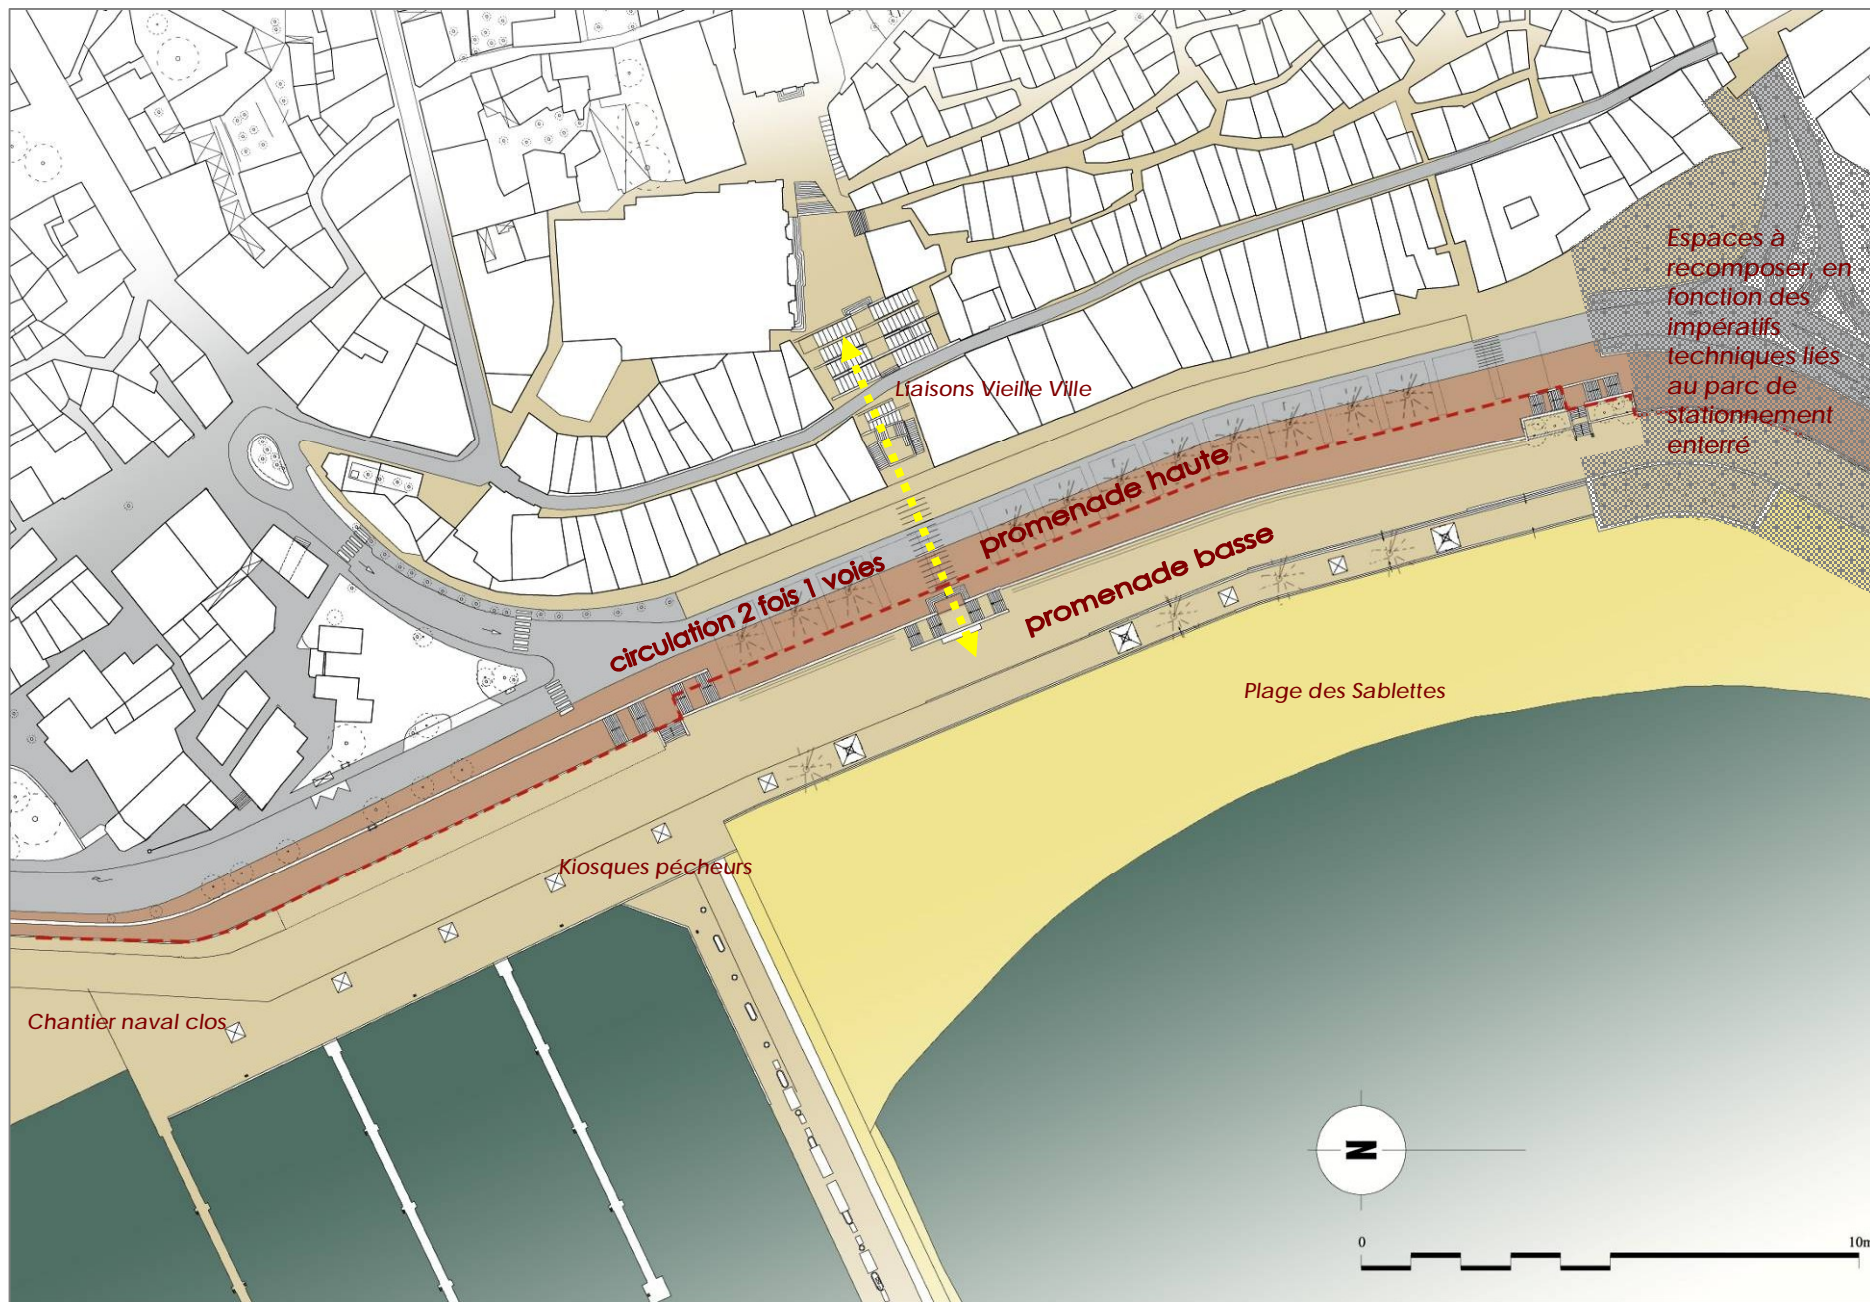 Espaces à
recomposer, en
fonction des
impératifs
techniques liés
au parc de
stationnement
enterré
Liaisons Vieille Ville
promenade haute
circulation 2 fois 1 voies
promenade basse
Plage des Sablettes
Kiosques pécheurs
Chantier naval clos
N
0 10m